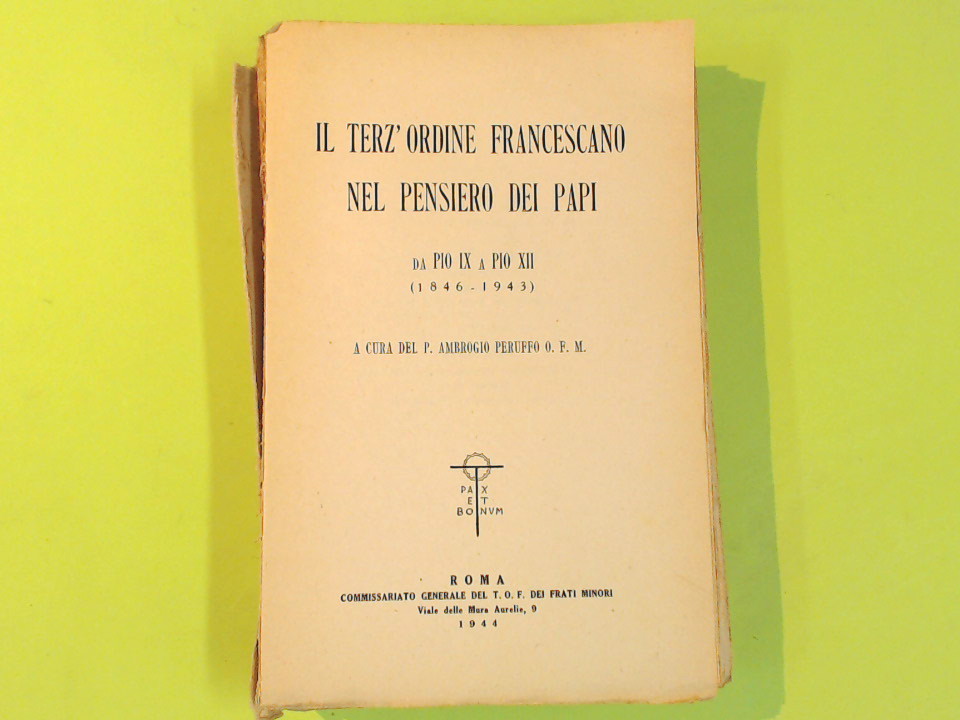 IL TERZ' ORDINE FRANCESCANO
NEL PENSIERO DEI PAPI
DA PIO IX A PIO XII
(1846-1943)
A CURA DEL P. AMBROGIO PERUFFO O. F. M.
PAX
ET
BONVM
ROMA
COMMISSARIATO GENERALE DEL T. O. F. DEI FRATI MINORI
Viale delle Mura Aurelie, 9
1944